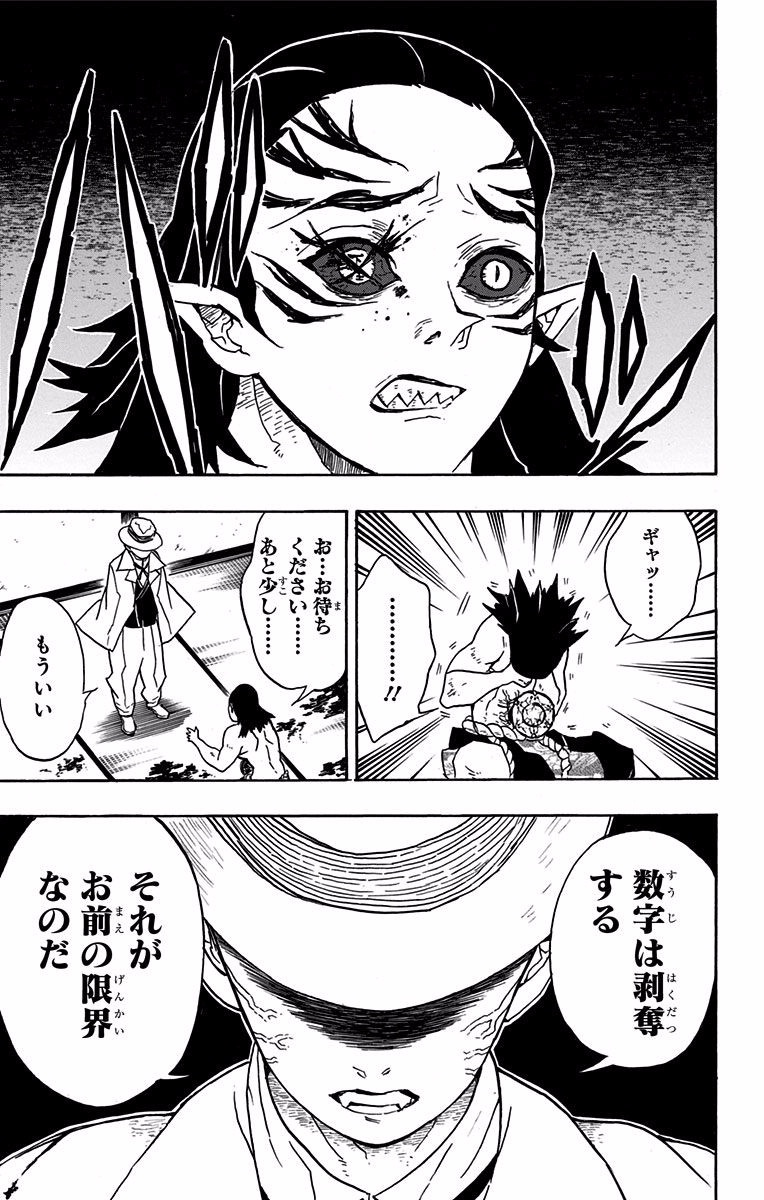 ギャッ……
………!!
お…お待ち
ください……
あと少し……
もういい
数字は剥奪
する
それが
お前の限界
なのだ